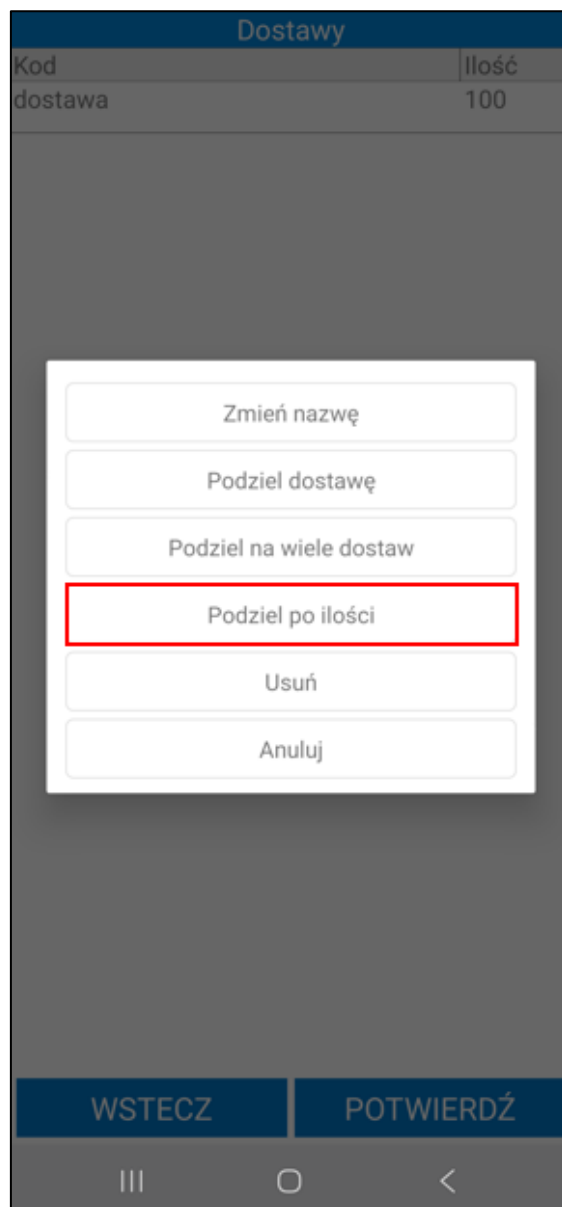 Dostawy
Kod Ilość
dostawa 100
Zmień nazwę
Podziel dostawę
Podziel na wiele dostaw
Podziel po ilości
Usuń
Anuluj
WSTECZ POTWIERDŹ